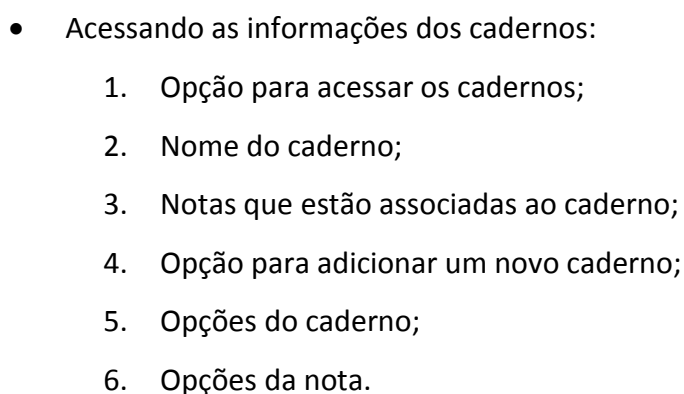 • Acessando as informações dos cadernos:
1. Opção para acessar os cadernos;
2. Nome do caderno;
3. Notas que estão associadas ao caderno;
4. Opção para adicionar um novo caderno;
5. Opções do caderno;
6. Opções da nota.